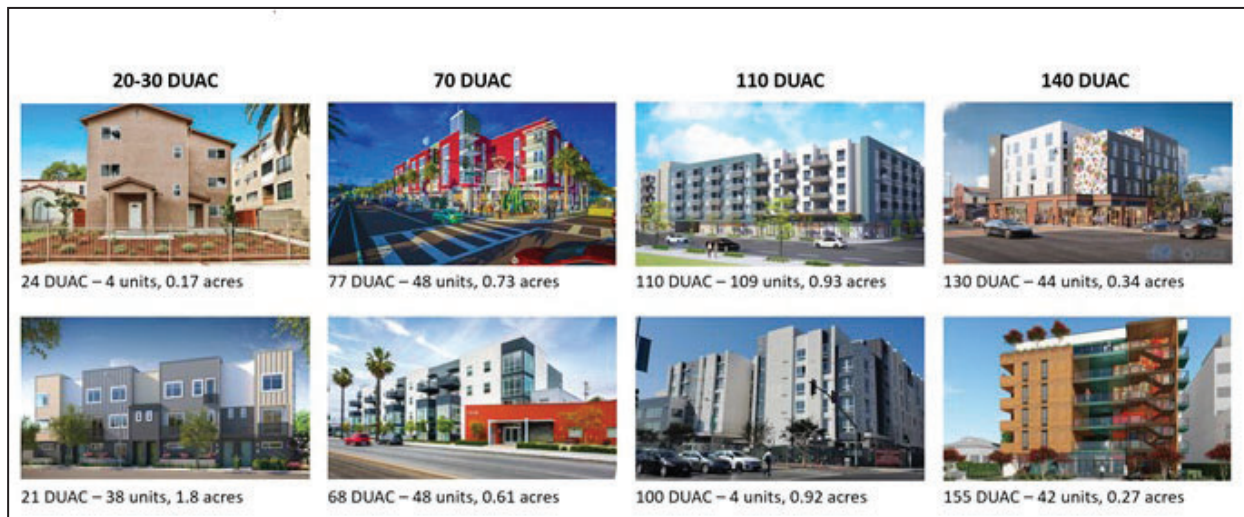 20-30 DUAC
70 DUAC
110 DUAC
140 DUAC
24 DUAC – 4 units, 0.17 acres
77 DUAC – 48 units, 0.73 acres
110 DUAC – 109 units, 0.93 acres
130 DUAC – 44 units, 0.34 acres
21 DUAC – 38 units, 1.8 acres
68 DUAC – 48 units, 0.61 acres
100 DUAC – 4 units, 0.92 acres
155 DUAC – 42 units, 0.27 acres